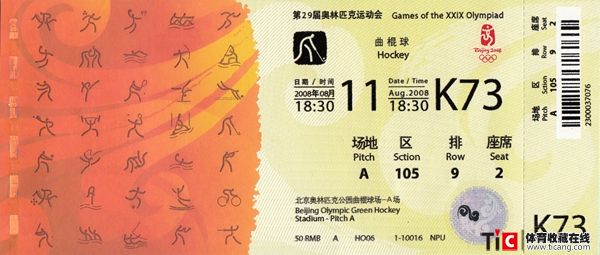 第29届奥林匹克运动会 Games of the XXIX Olympiad
曲棍球
Hockey
Beijing 2008
日期 / 时间 Date / Time
2008年08月 11 Aug.2008 K73
18:30 18:30
场地 区 排 座席
Pitch Sction Row Seat
A 105 9 2
北京奥林匹克公园曲棍球场—A场
Beijing Olympic Green Hockey
Stadium - Pitch A
50 RMB A HO06 1-10016 NPU
座席 2
Seat
排 9
Row
区 105
Section
场地 A
Pitch
2300037076
K73
TiC 体育收藏在线
www.ticang.com